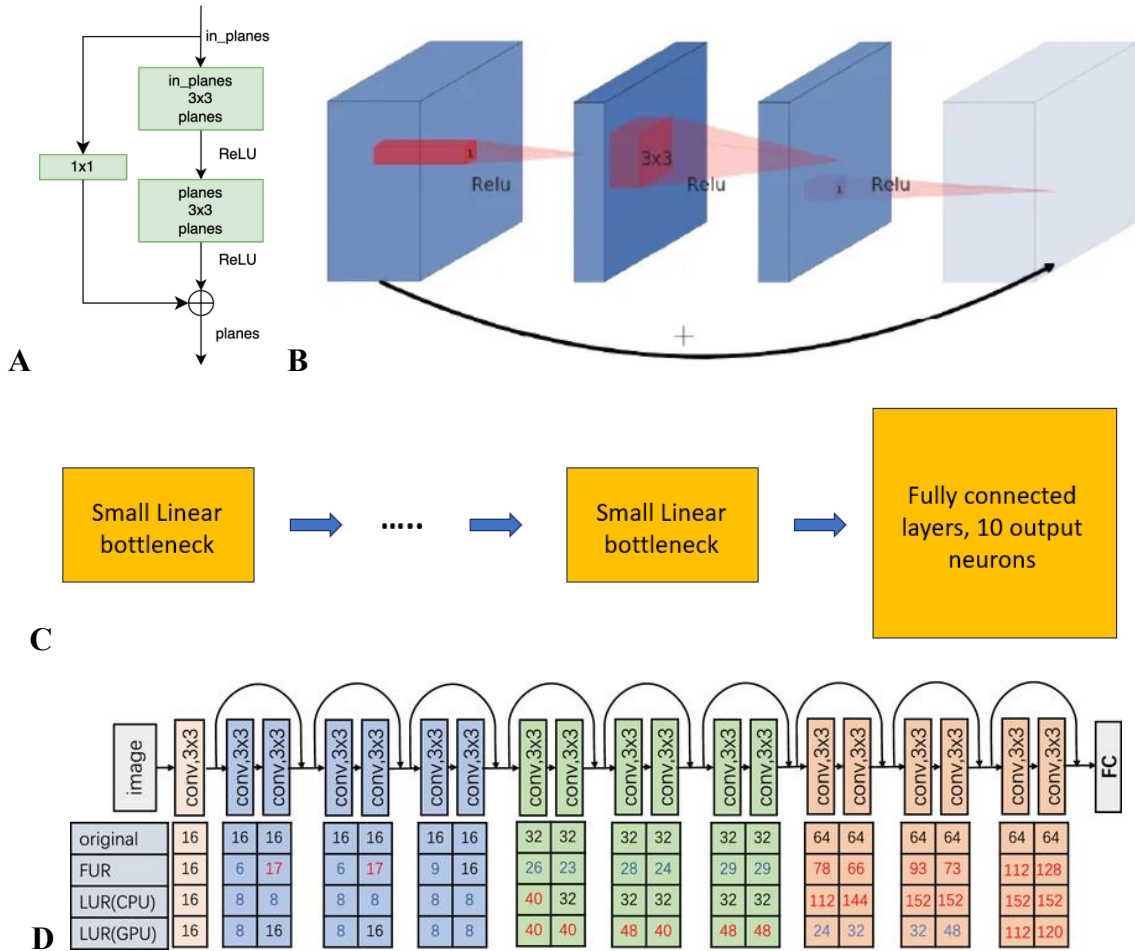 in_planes
in_planes
3x3
planes
ReLU
1x1
planes
3x3
planes
ReLU
planes
A
1
Relu
3x3
Relu
1
Relu
+
B
Small Linear
bottleneck
.....
Small Linear
bottleneck
Fully connected
layers, 10 output
neurons
C
image
conv,3x3
conv,3x3 conv,3x3
conv,3x3 conv,3x3
conv,3x3 conv,3x3
conv,3x3 conv,3x3
conv,3x3 conv,3x3
conv,3x3 conv,3x3
conv,3x3 conv,3x3
conv,3x3 conv,3x3
conv,3x3 conv,3x3
FC
original 16 16 16 16 16 16 16 32 32 32 32 32 32 64 64 64 64 64 64
FUR 16 6 17 6 17 9 16 26 23 28 24 29 29 78 66 93 73 112 128
LUR(CPU) 16 8 8 8 8 8 8 40 32 32 32 32 32 112 144 152 152 152 152
LUR(GPU) 16 8 16 8 16 8 8 40 40 48 40 48 48 24 32 32 48 112 120
D